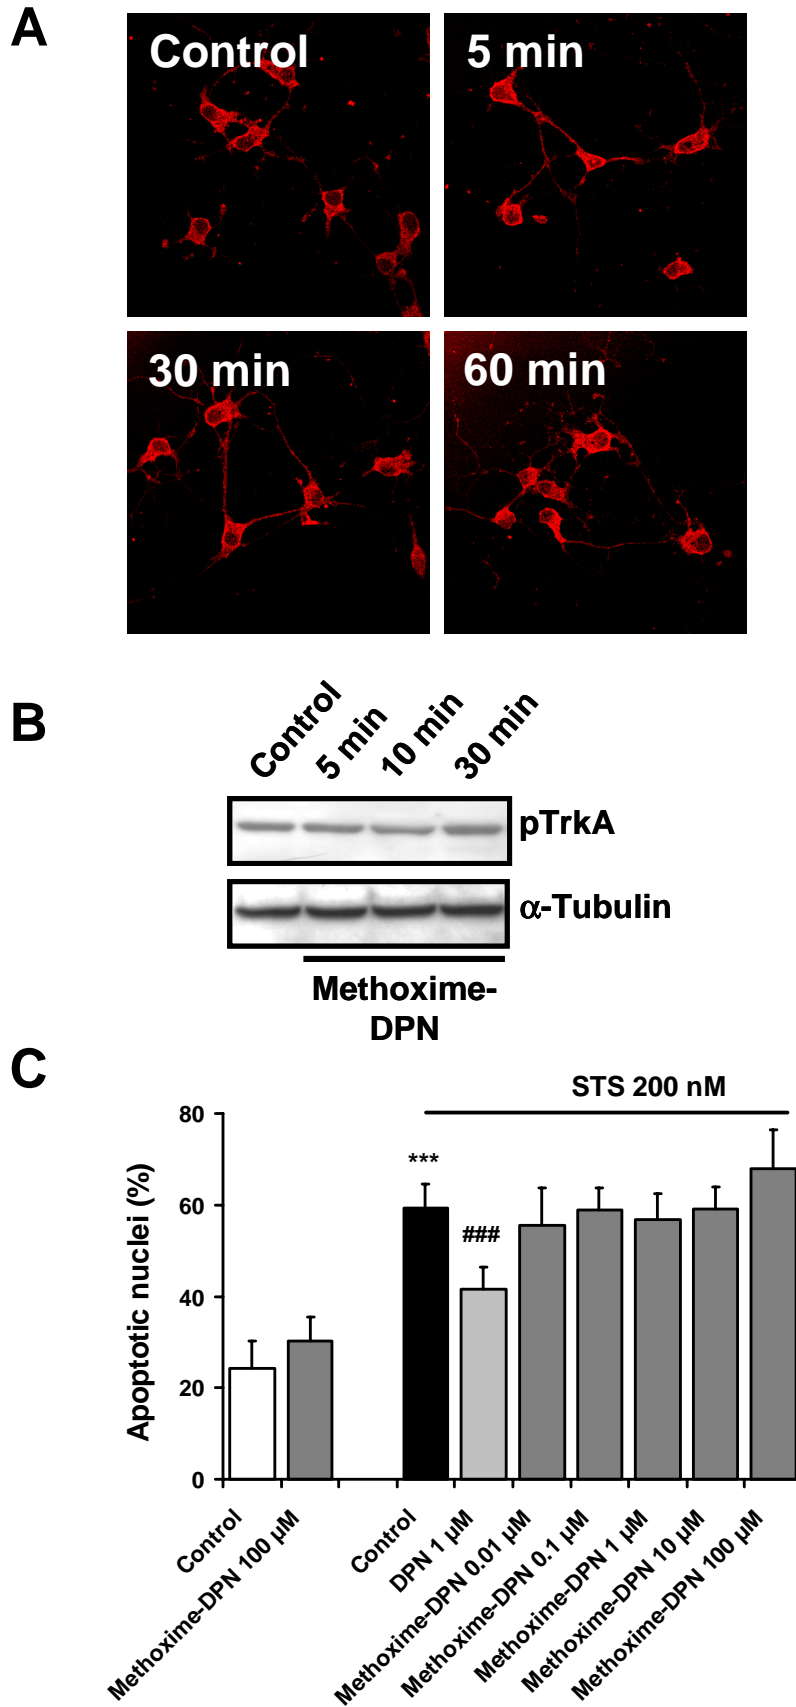 A
Control
5 min
30 min
60 min
B
Control
5 min
10 min
30 min
pTrkA
α-Tubulin
Methoxime-
DPN
C
STS 200 nM
Apoptotic nuclei (%)
80
60
40
20
0
***
###
Control
Methoxime-DPN 100 µM
Control
DPN 1 µM
Methoxime-DPN 0.01 µM
Methoxime-DPN 0.1 µM
Methoxime-DPN 1 µM
Methoxime-DPN 10 µM
Methoxime-DPN 100 µM